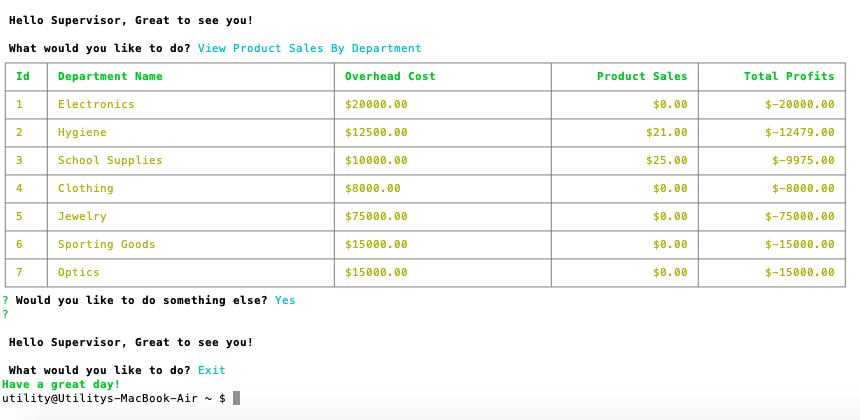 Hello Supervisor, Great to see you!
What would you like to do? View Product Sales By Department
Id Department Name Overhead Cost Product Sales Total Profits
1 Electronics $20000.00 $0.00 $-20000.00
2 Hygiene $12500.00 $21.00 $-12479.00
3 School Supplies $10000.00 $25.00 $-9975.00
4 Clothing $8000.00 $0.00 $-8000.00
5 Jewelry $75000.00 $0.00 $-75000.00
6 Sporting Goods $15000.00 $0.00 $-15000.00
7 Optics $15000.00 $0.00 $-15000.00
? Would you like to do something else? Yes
?
Hello Supervisor, Great to see you!
What would you like to do? Exit
Have a great day!
utility@Utilitys-MacBook-Air ~ $